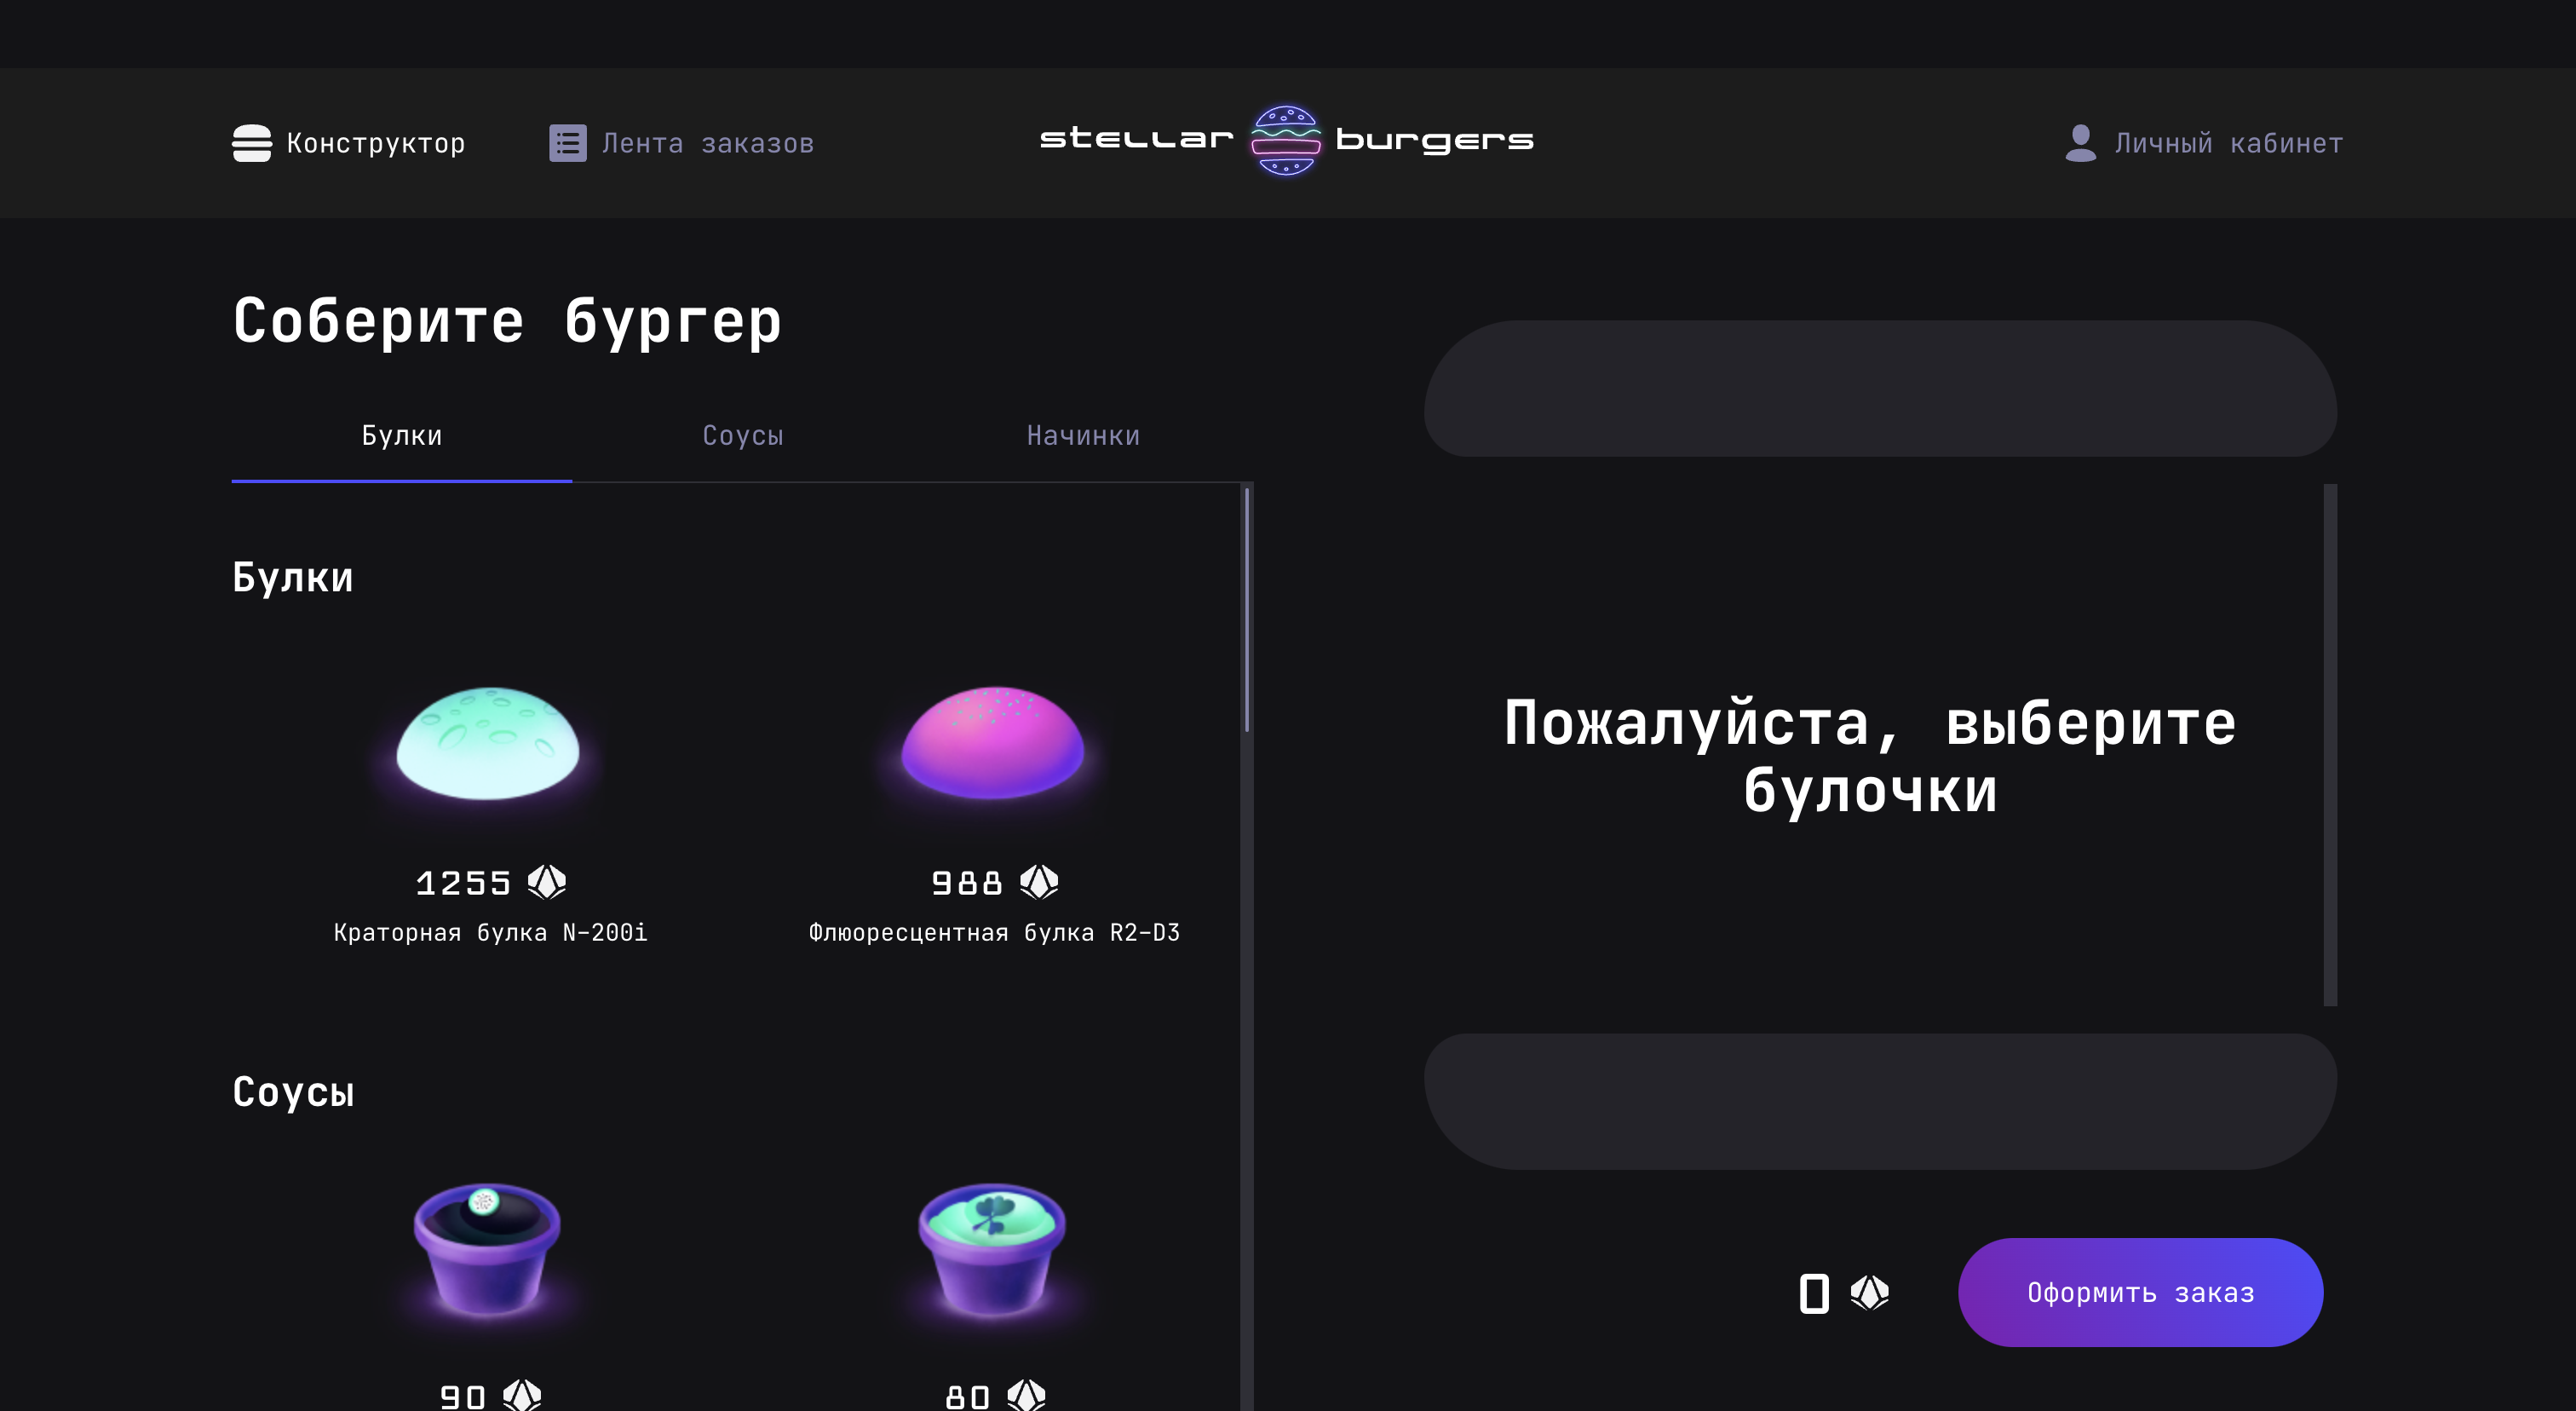 Конструктор
Лента заказов
stellar burgers
Личный кабинет
Соберите бургер
Булки
Соусы
Начинки
Булки
1255
988
Краторная булка N-200i
Флюоресцентная булка R2-D3
Соусы
90
80
Пожалуйста, выберите
булочки
0
Оформить заказ